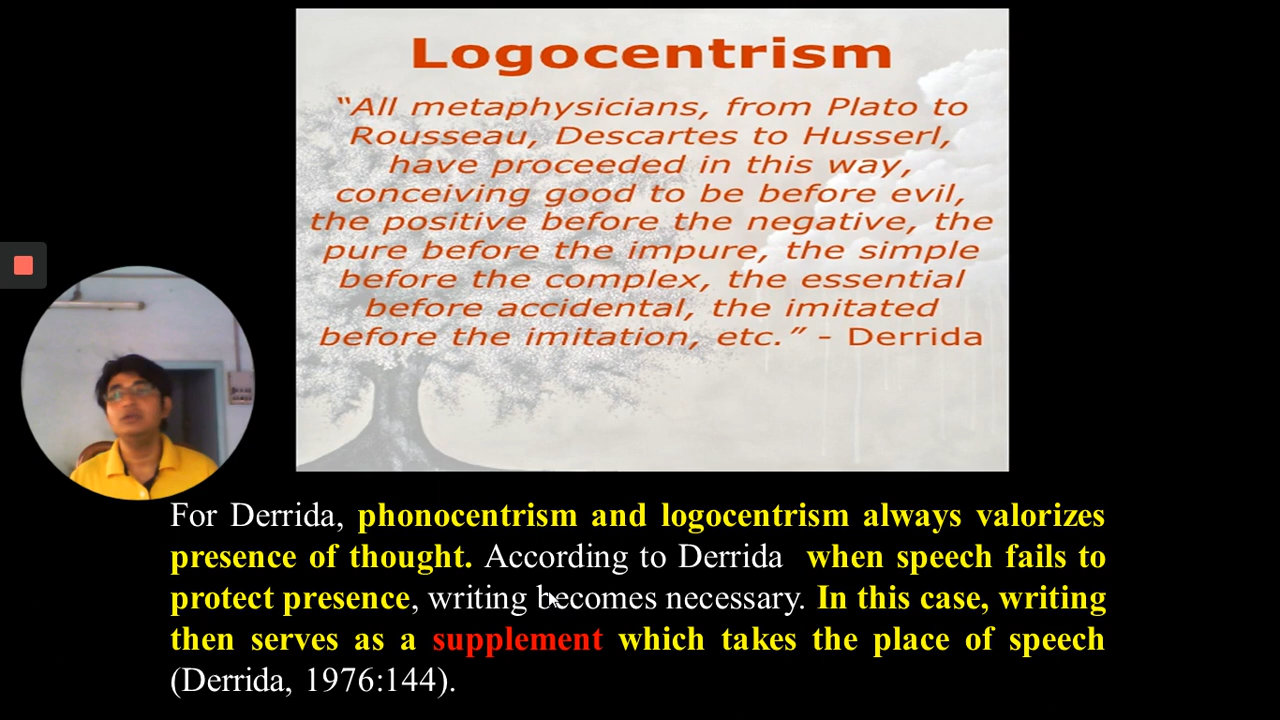 Logocentrism
“All metaphysicians, from Plato to
Rousseau, Descartes to Husserl,
have proceeded in this way,
conceiving good to be before evil,
the positive before the negative, the
pure before the impure, the simple
before the complex, the essential
before accidental, the imitated
before the imitation, etc.” - Derrida
For Derrida, phonocentrism and logocentrism always valorizes
presence of thought. According to Derrida when speech fails to
protect presence, writing becomes necessary. In this case, writing
then serves as a supplement which takes the place of speech
(Derrida, 1976:144).